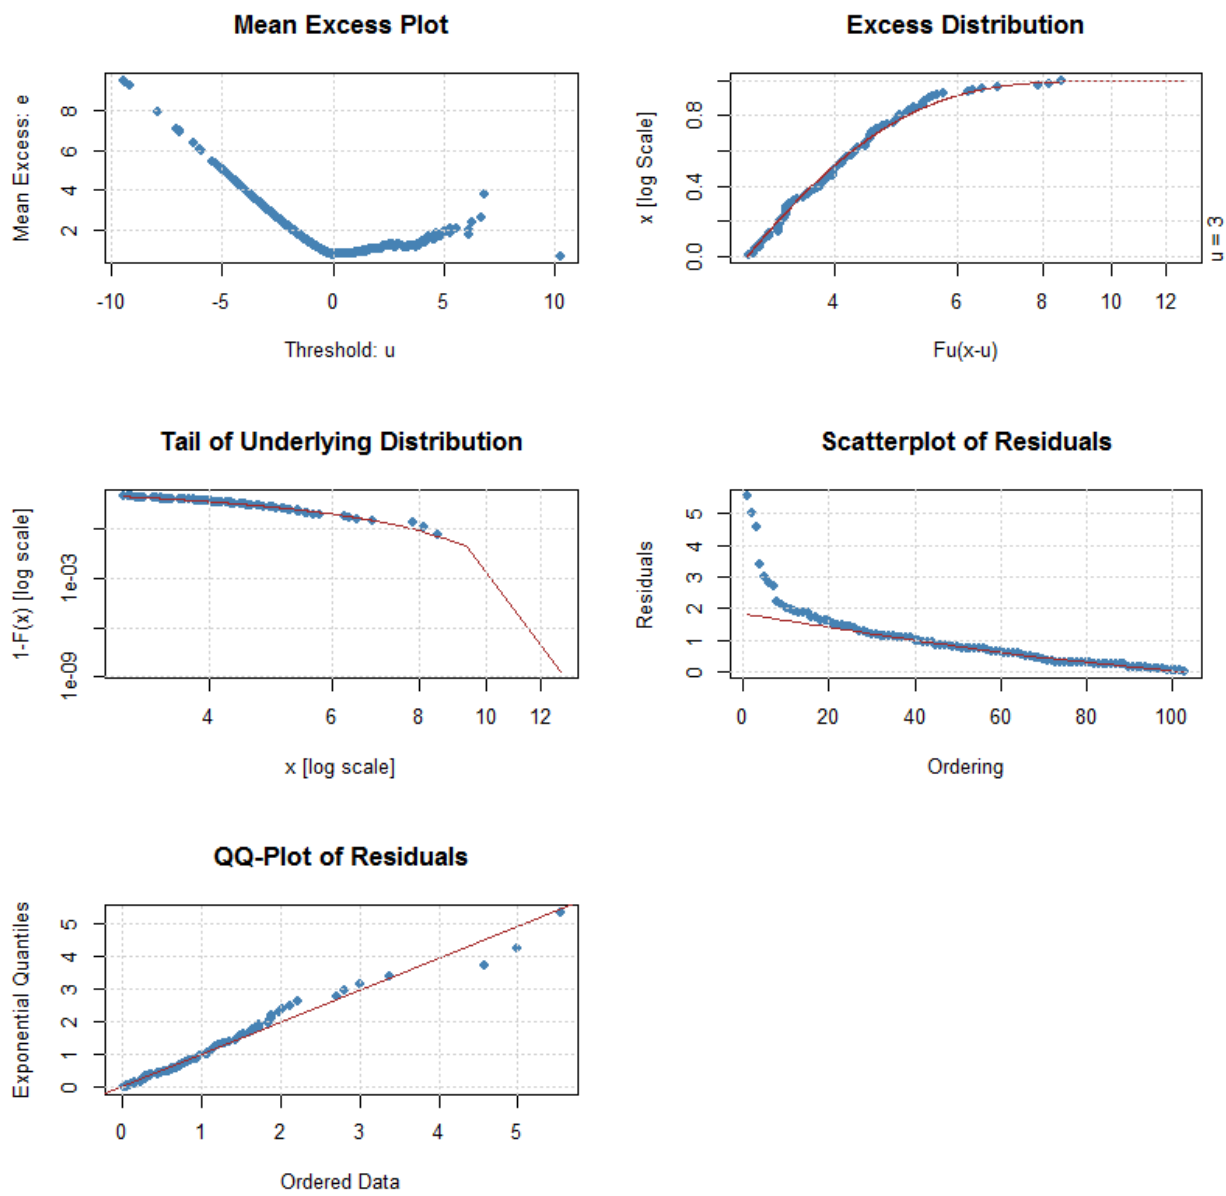 Mean Excess Plot
Mean Excess: e
8
6
4
2
-10 -5 0 5 10
Threshold: u
Excess Distribution
x [log Scale]
0.8
0.4
0.0
u = 3
4 6 8 10 12
Fu(x-u)
Tail of Underlying Distribution
1-F(x) [log scale]
1e-03
1e-09
4 6 8 10 12
x [log scale]
Scatterplot of Residuals
Residuals
5
4
3
2
1
0
0 20 40 60 80 100
Ordering
QQ-Plot of Residuals
Exponential Quantiles
5
4
3
2
1
0
0 1 2 3 4 5
Ordered Data